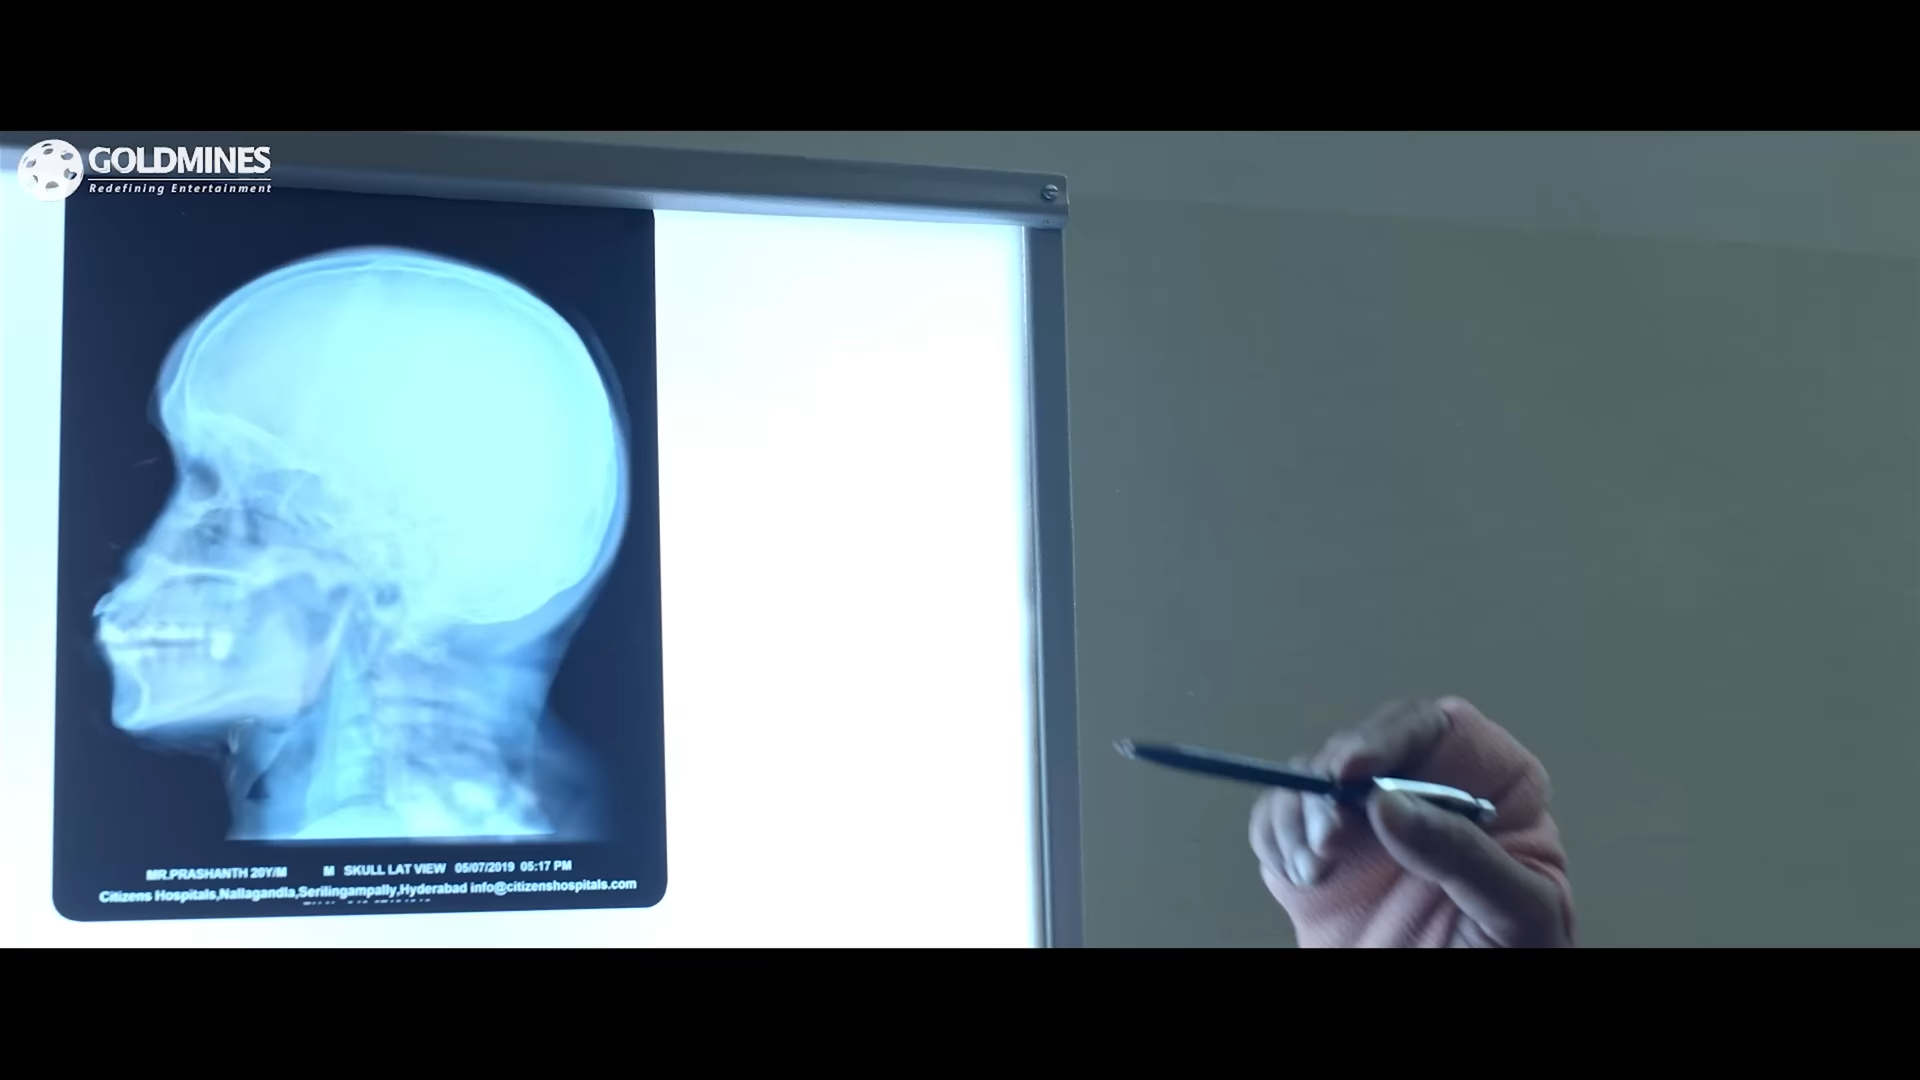 GOLDMINES
Redefining Entertainment
MR.PRASHANTH 20Y/M M SKULL LAT VIEW 05/07/2019 05:17 PM
Citizens Hospitals,Nallagandla,Serilingampally,Hyderabad info@citizenshospitals.com